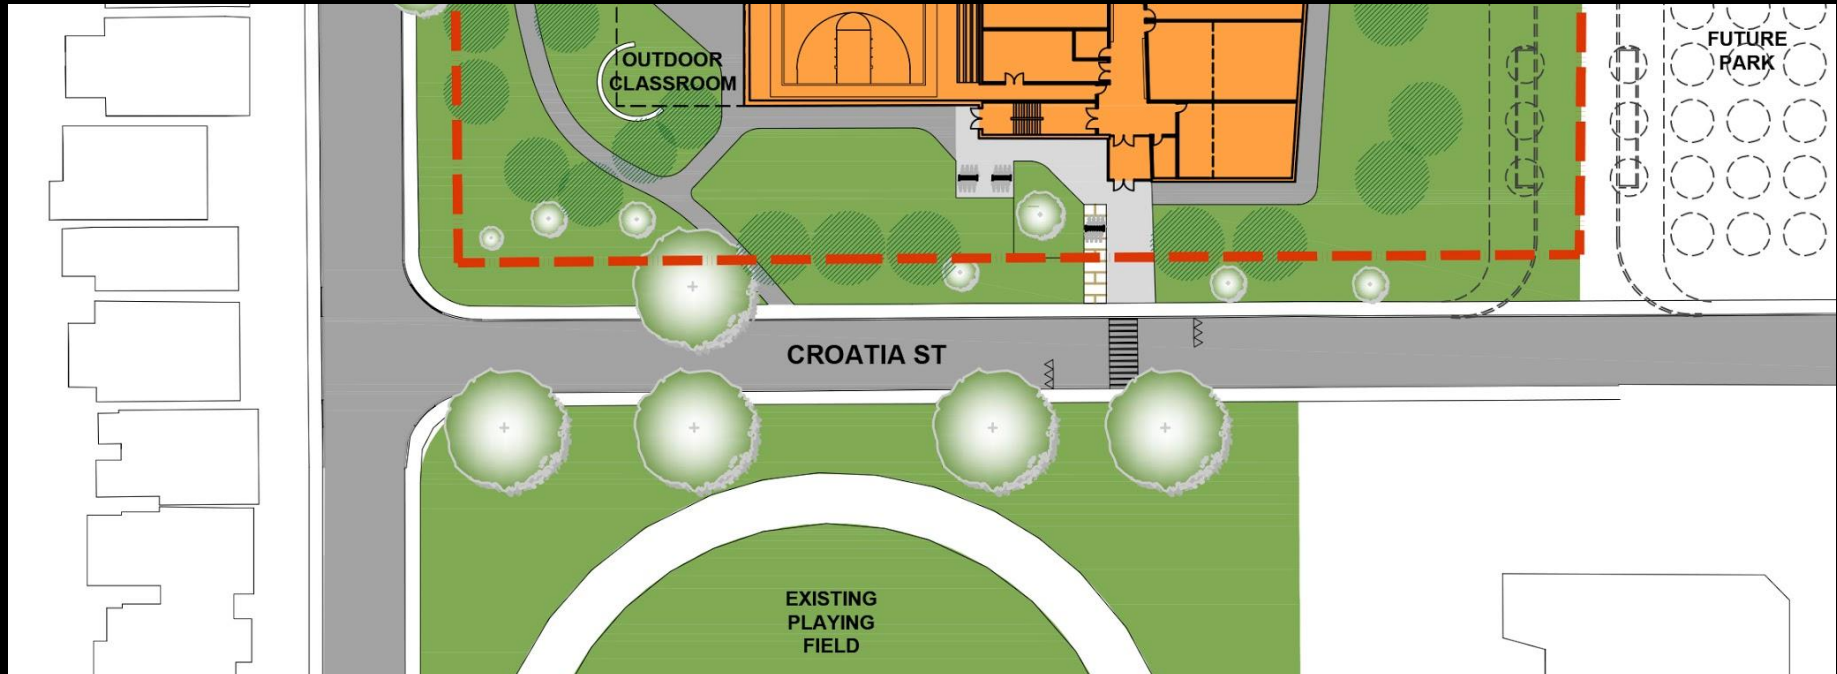 OUTDOOR
CLASSROOM
FUTURE
PARK
CROATIA ST
EXISTING
PLAYING
FIELD